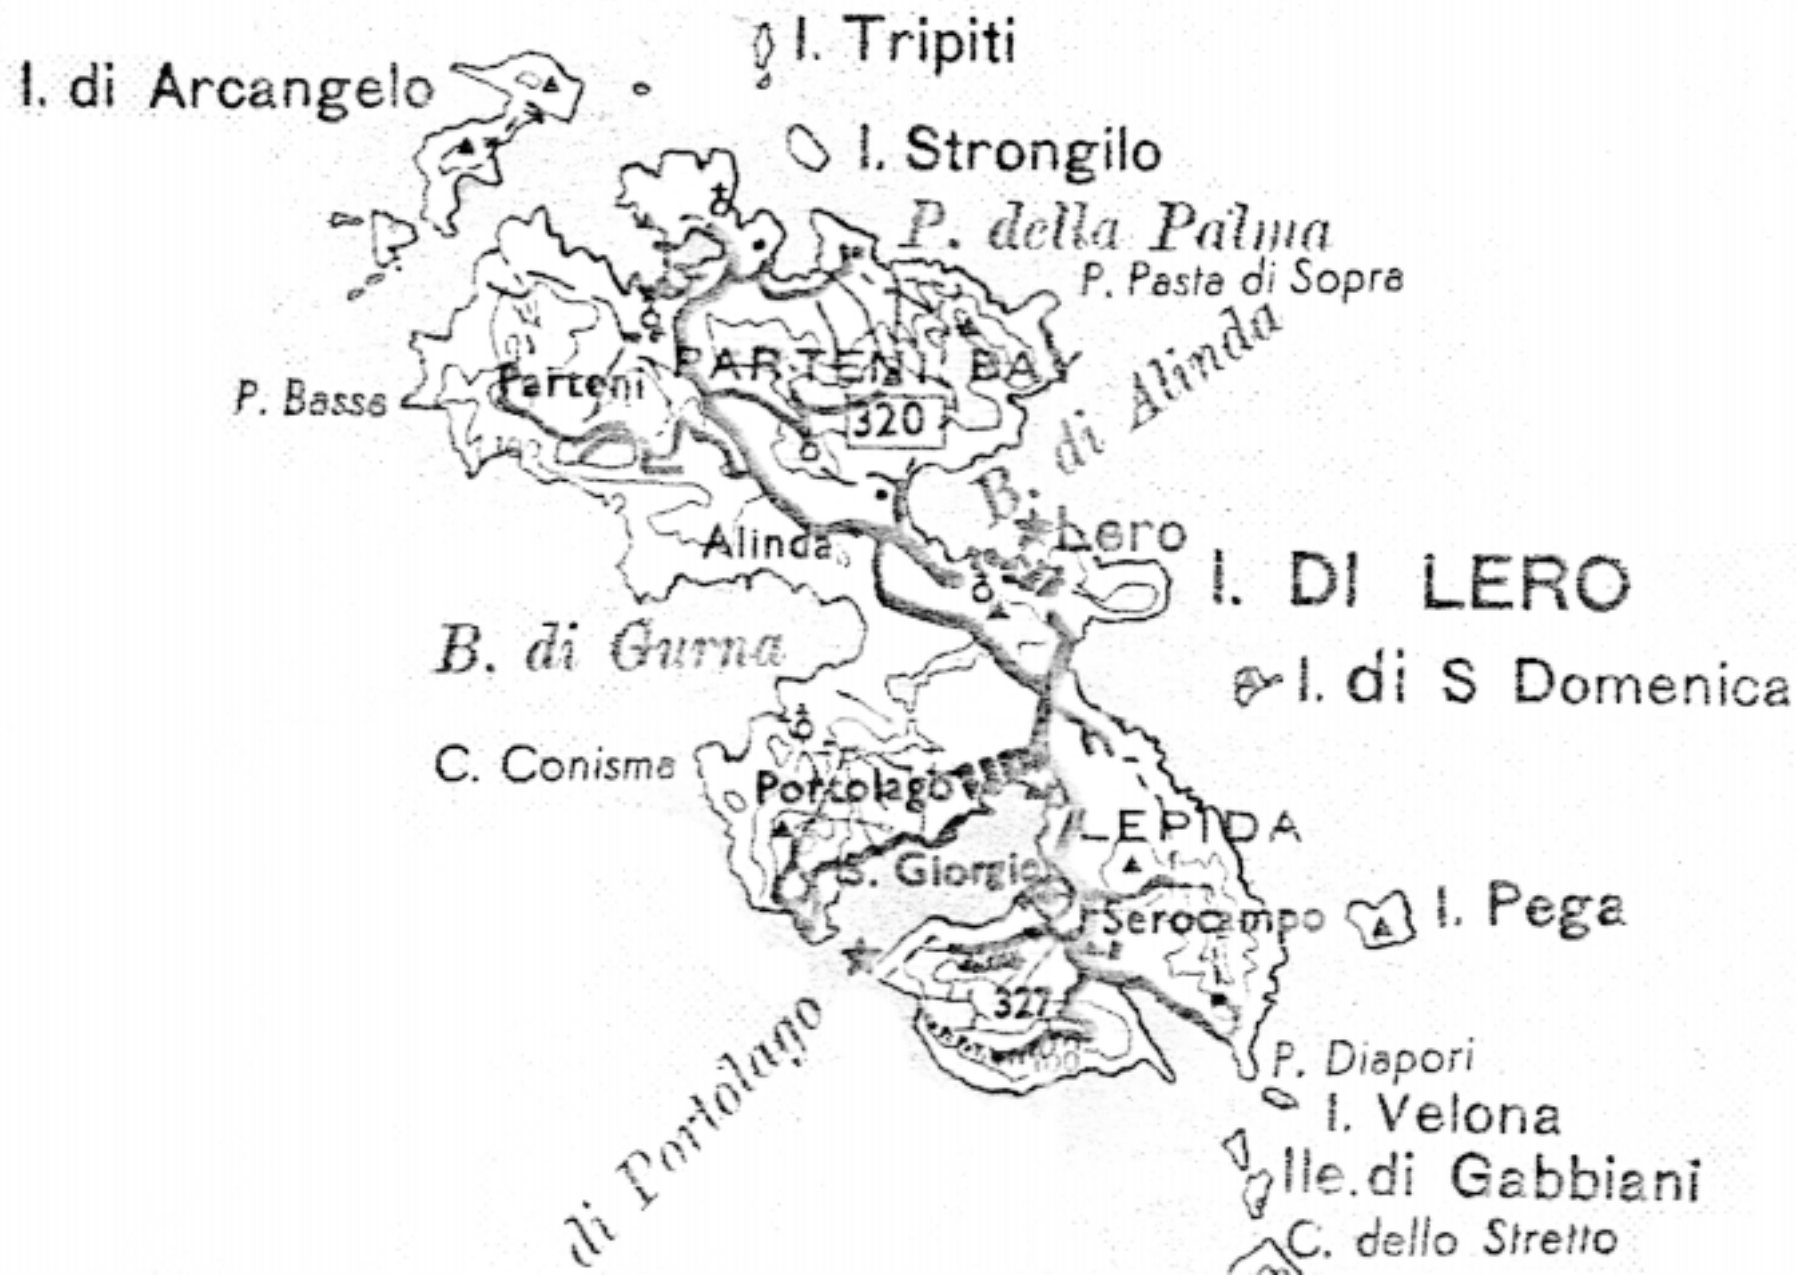 I. Tripiti
I. di Arcangelo
I. Strongilo
P. della Palma
P. Pasta di Sopra
B. di Alinda
PARTENI BAY
Parteni
P. Bassa
320
Lero
Alinda
I. DI LERO
B. di Gurna
I. di S Domenica
C. Conisma
Portolago
LEPIDA
S. Giorgio
Serocampo
I. Pega
327
di Portolago
100
P. Diapori
I. Velona
Ile. di Gabbiani
C. dello Stretto